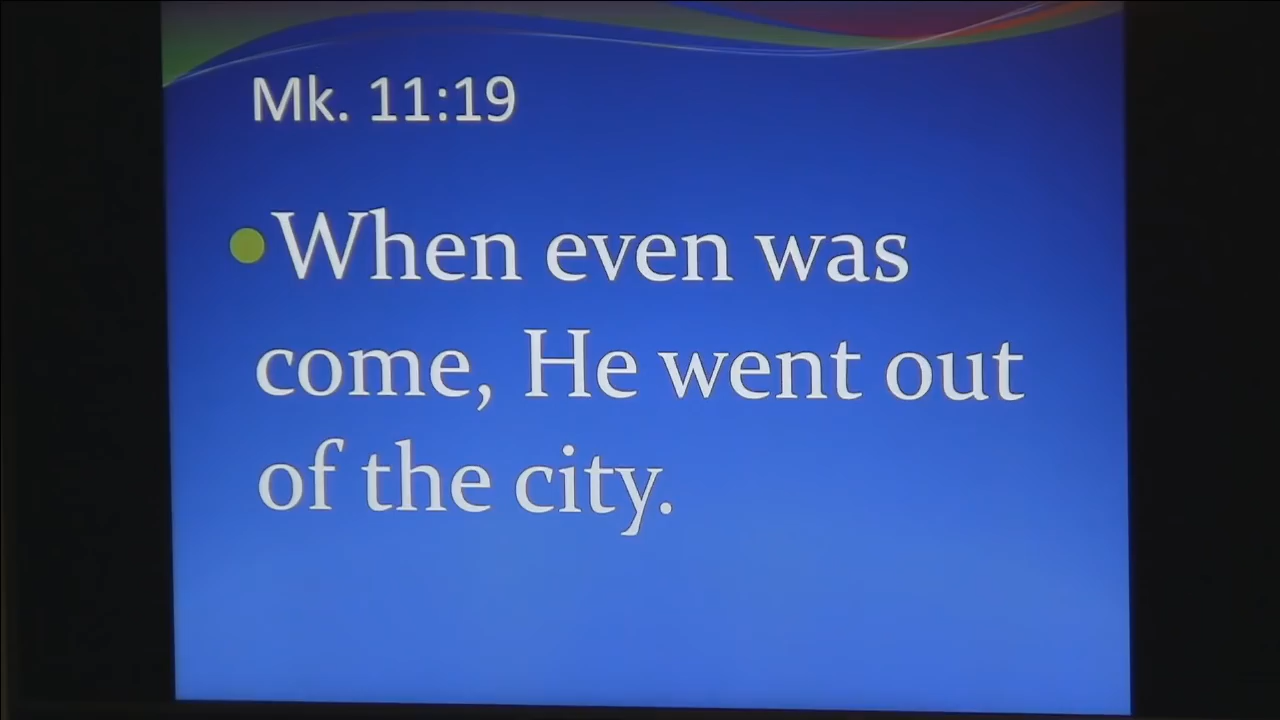 Mk. 11:19
When even was
come, He went out
of the city.